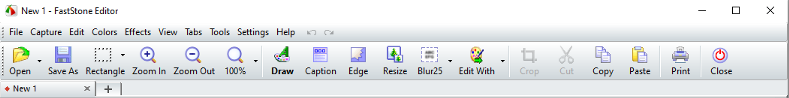 New 1 - FastStone Editor
File Capture Edit Colors Effects View Tabs Tools Settings Help
Open Save As Rectangle Zoom In Zoom Out 100% Draw Caption Edge Resize Blur25 Edit With Crop Cut Copy Paste Print Close
New 1